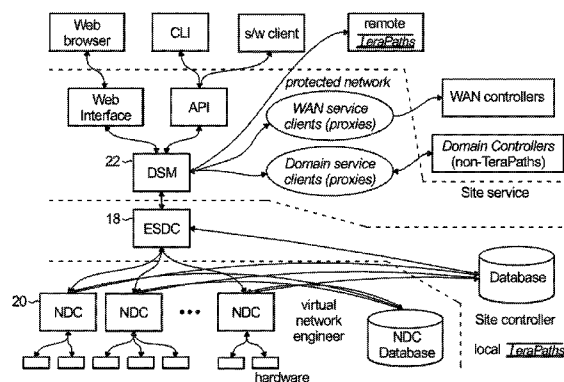 Web
browser
CLI
s/w client
remote
TeraPaths
protected network
Web
Interface
API
WAN service
clients (proxies)
WAN controllers
22
DSM
Domain service
clients (proxies)
Domain Controllers
(non-TeraPaths)
Site service
18
ESDC
Database
20
NDC
NDC
•••
NDC
virtual
network
engineer
NDC
Database
Site controller
local TeraPaths
hardware